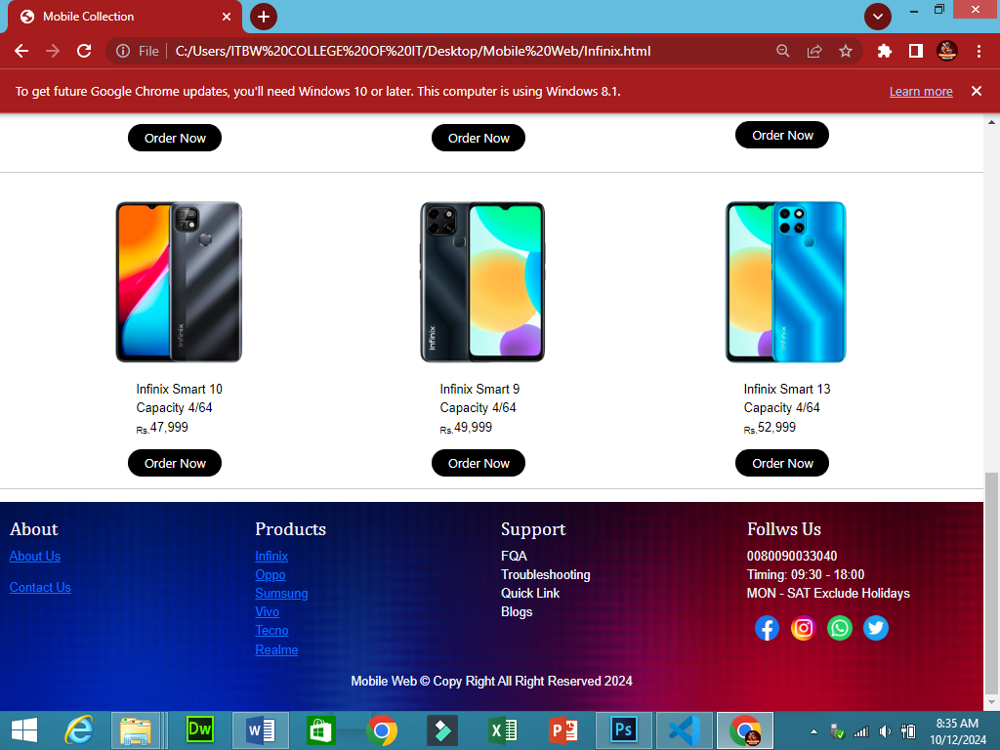 Mobile Collection
File
C:/Users/ITBW%20COLLEGE%20OF%20IT/Desktop/Mobile%20Web/Infinix.html
To get future Google Chrome updates, you'll need Windows 10 or later. This computer is using Windows 8.1.
Learn more
Order Now
Order Now
Order Now
Infinix
Infinix
Infinix
Infinix Smart 10
Capacity 4/64
Rs.47,999
Order Now
Infinix Smart 9
Capacity 4/64
Rs.49,999
Order Now
Infinix Smart 13
Capacity 4/64
Rs.52,999
Order Now
About
About Us
Contact Us
Products
Infinix
Oppo
Sumsung
Vivo
Tecno
Realme
Support
FQA
Troubleshooting
Quick Link
Blogs
Follws Us
0080090033040
Timing: 09:30 - 18:00
MON - SAT Exclude Holidays
Mobile Web © Copy Right All Right Reserved 2024
Dw
W
X
P
Ps
8:35 AM
10/12/2024